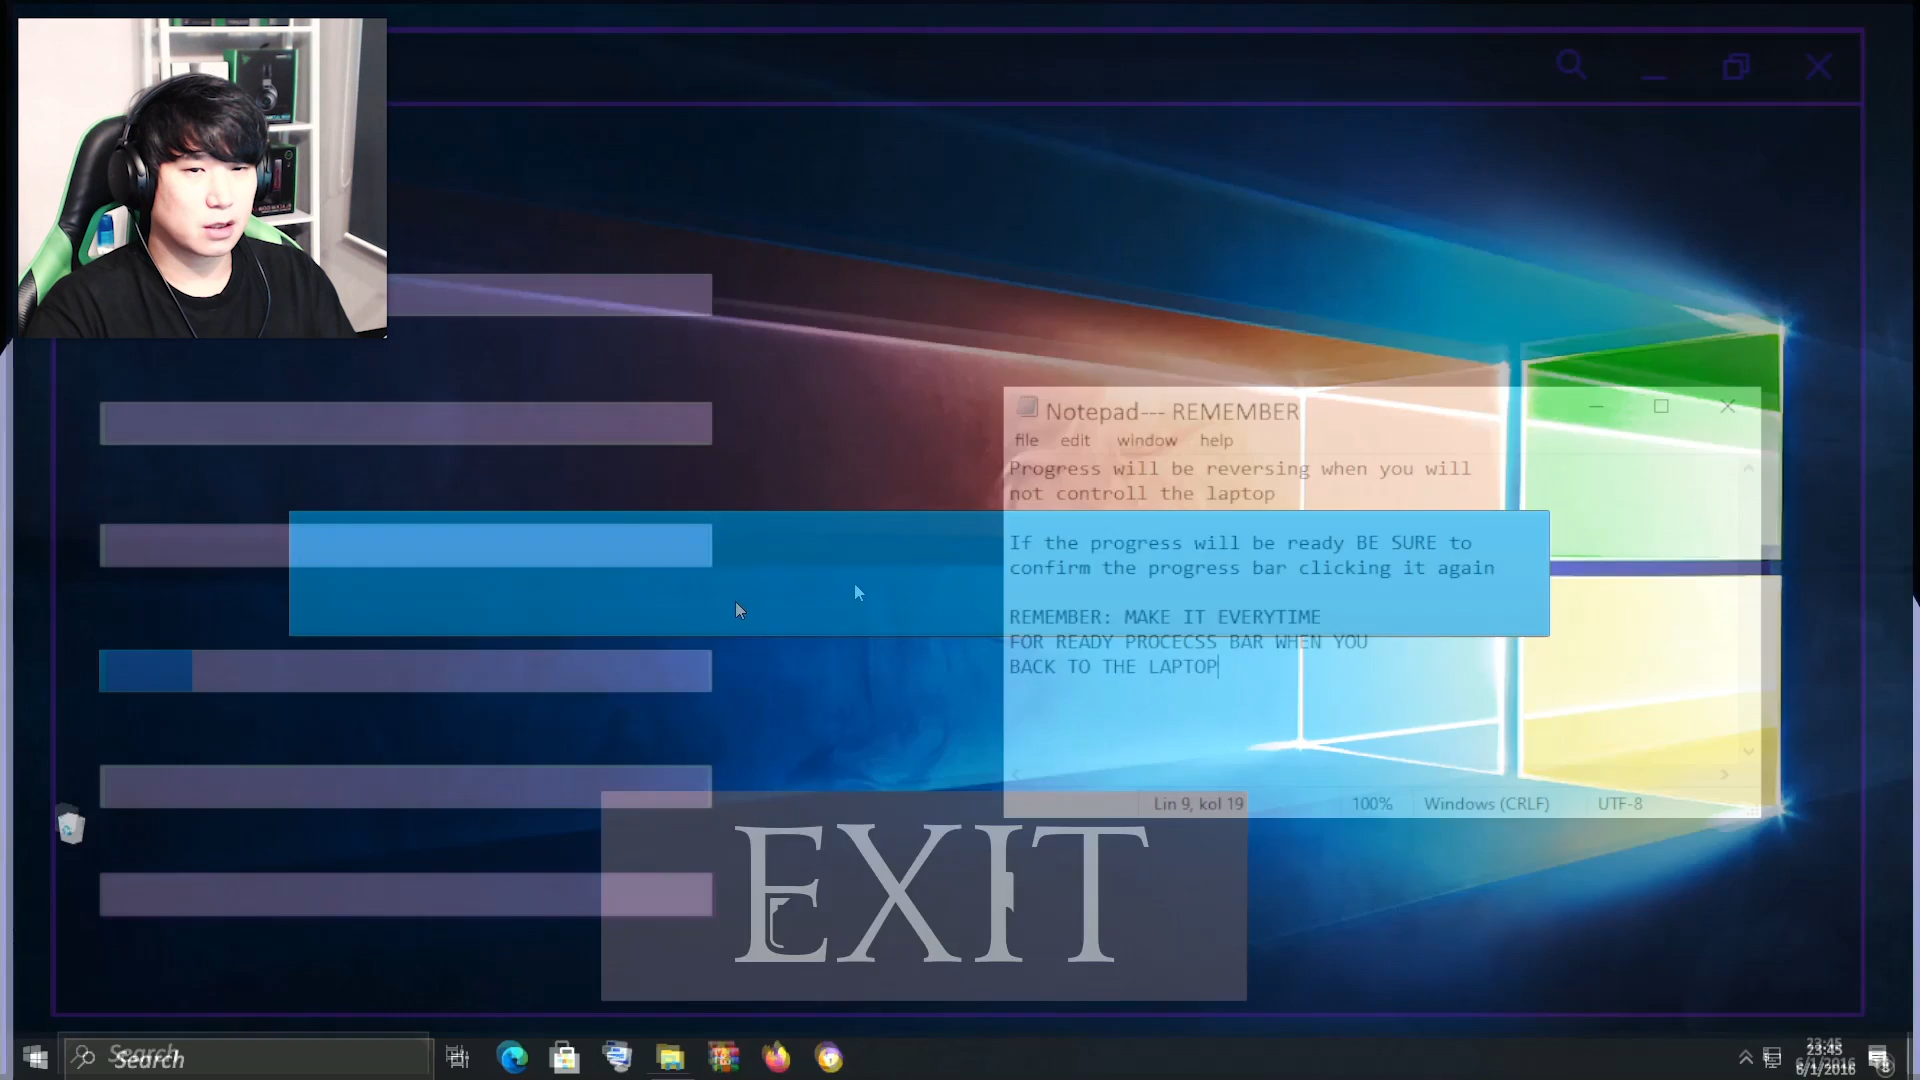 Notepad--- REMEMBER
file edit window help
Progress will be reversing when you will
not controll the laptop
If the progress will be ready BE SURE to
confirm the progress bar clicking it again
REMEMBER: MAKE IT EVERYTIME
FOR READY PROCECSS BAR WHEN YOU
BACK TO THE LAPTOP
Lin 9, kol 19 100% Windows (CRLF) UTF-8
EXIT
Search
23:45
6/1/2016